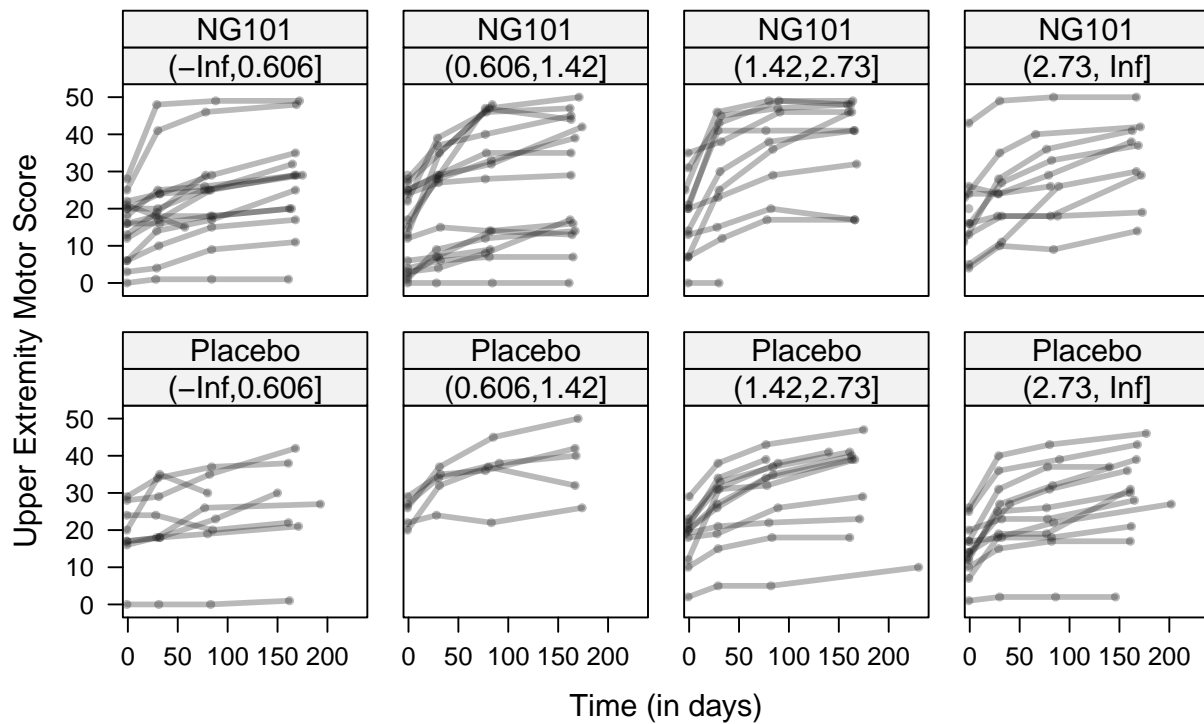 NG101 NG101 NG101 NG101
(−Inf,0.606] (0.606,1.42] (1.42,2.73] (2.73, Inf]
50
40
30
20
10
0
Placebo Placebo Placebo Placebo
(−Inf,0.606] (0.606,1.42] (1.42,2.73] (2.73, Inf]
50
40
30
20
10
0
0 50 100 150 200 0 50 100 150 200 0 50 100 150 200 0 50 100 150 200
Upper Extremity Motor Score
Time (in days)